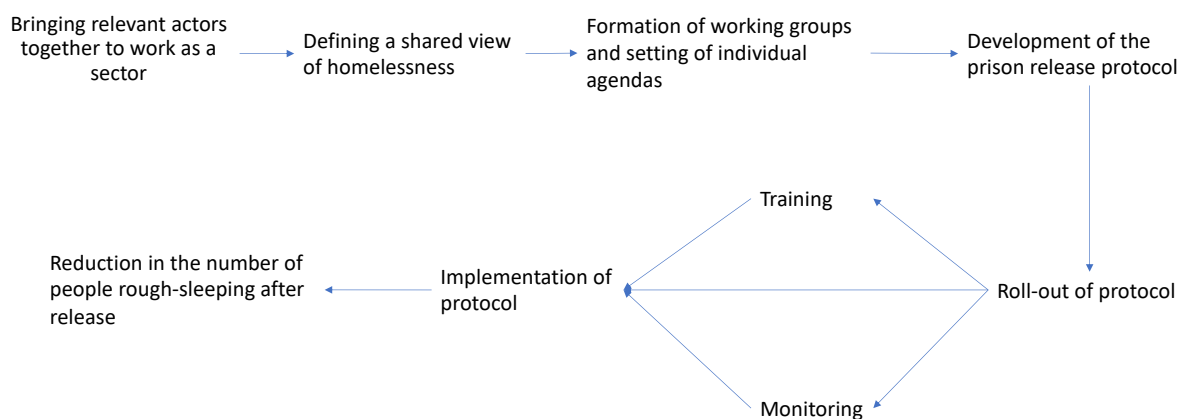 Bringing relevant actors
together to work as a
sector
Defining a shared view
of homelessness
Formation of working groups
and setting of individual
agendas
Development of the
prison release protocol
Training
Reduction in the number of
people rough-sleeping after
release
Implementation of
protocol
Roll-out of protocol
Monitoring